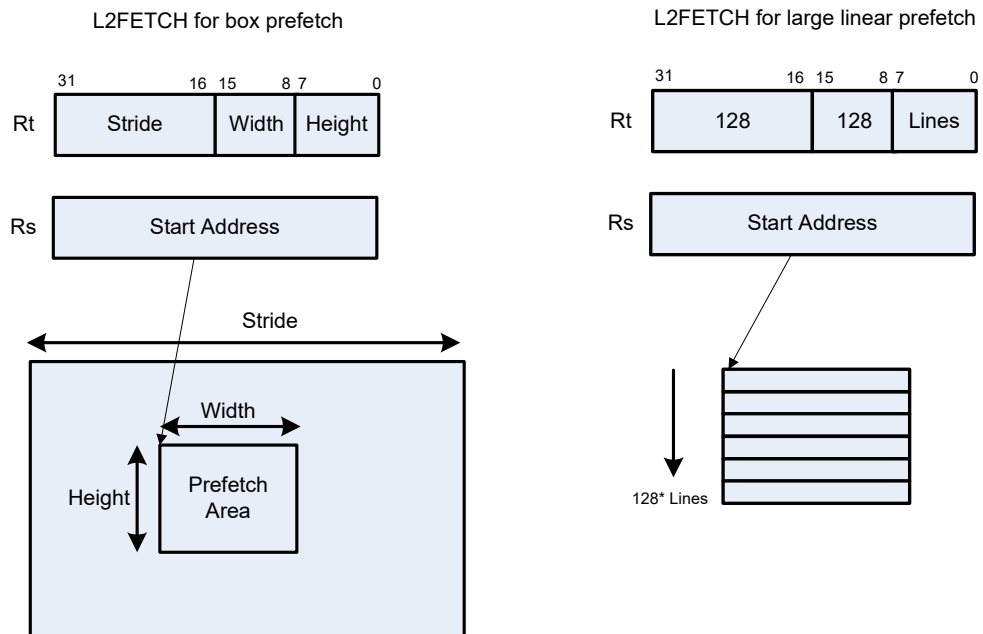 L2FETCH for box prefetch
31 16 15 8 7 0
Rt Stride Width Height
Rs Start Address
Stride
Width
Height
Prefetch
Area
L2FETCH for large linear prefetch
31 16 15 8 7 0
Rt 128 128 Lines
Rs Start Address
128* Lines